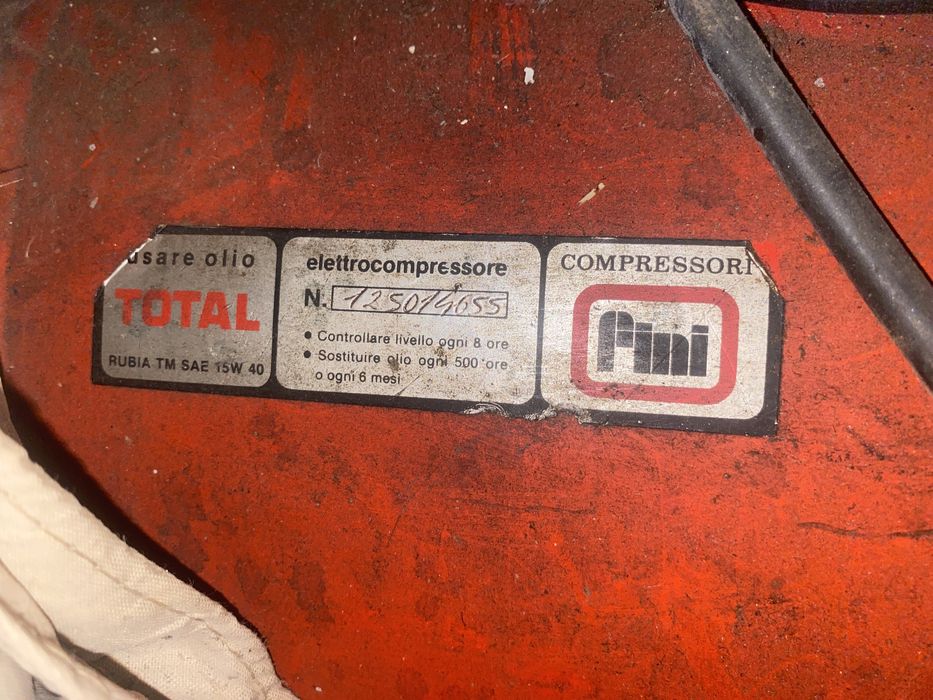 usare olio
TOTAL
RUBIA TM SAE 15W 40
elettrocompressore
N. 125014655
• Controllare livello ogni 8 ore
• Sostituire olio ogni 500 ore
o ogni 6 mesi
COMPRESSORI
fini